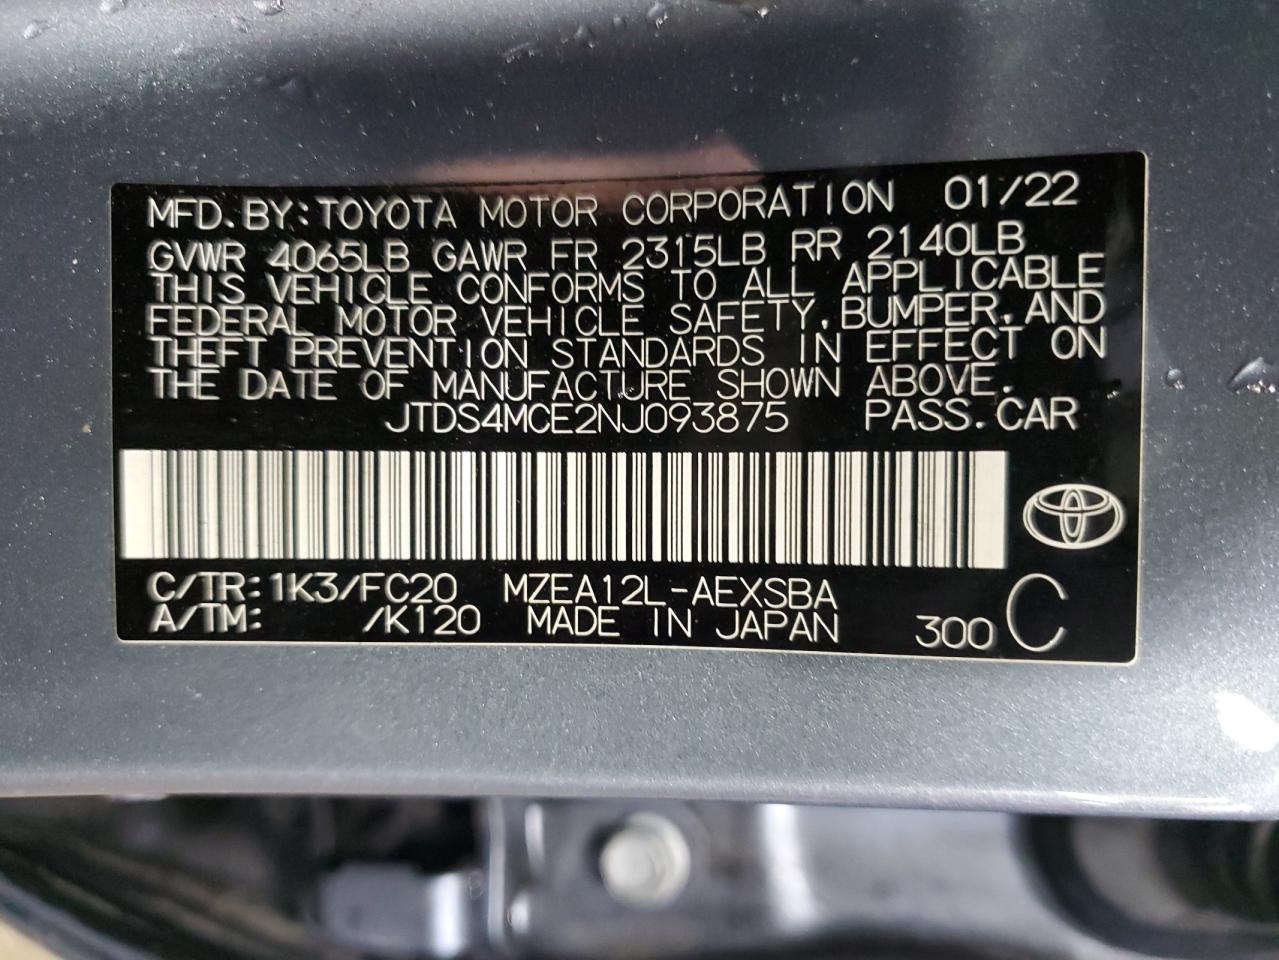 MFD.BY:TOYOTA MOTOR CORPORATION 01/22
GVWR 4065LB GAWR FR 2315LB RR 2140LB
THIS VEHICLE CONFORMS TO ALL APPLICABLE
FEDERAL MOTOR VEHICLE SAFETY,BUMPER,AND
THEFT PREVENTION STANDARDS IN EFFECT ON
THE DATE OF MANUFACTURE SHOWN ABOVE.
JTDS4MCE2NJ093875 PASS.CAR
C/TR:1K3/FC20 MZEA12L-AEXSBA
A/TM: /K120 MADE IN JAPAN 300 C